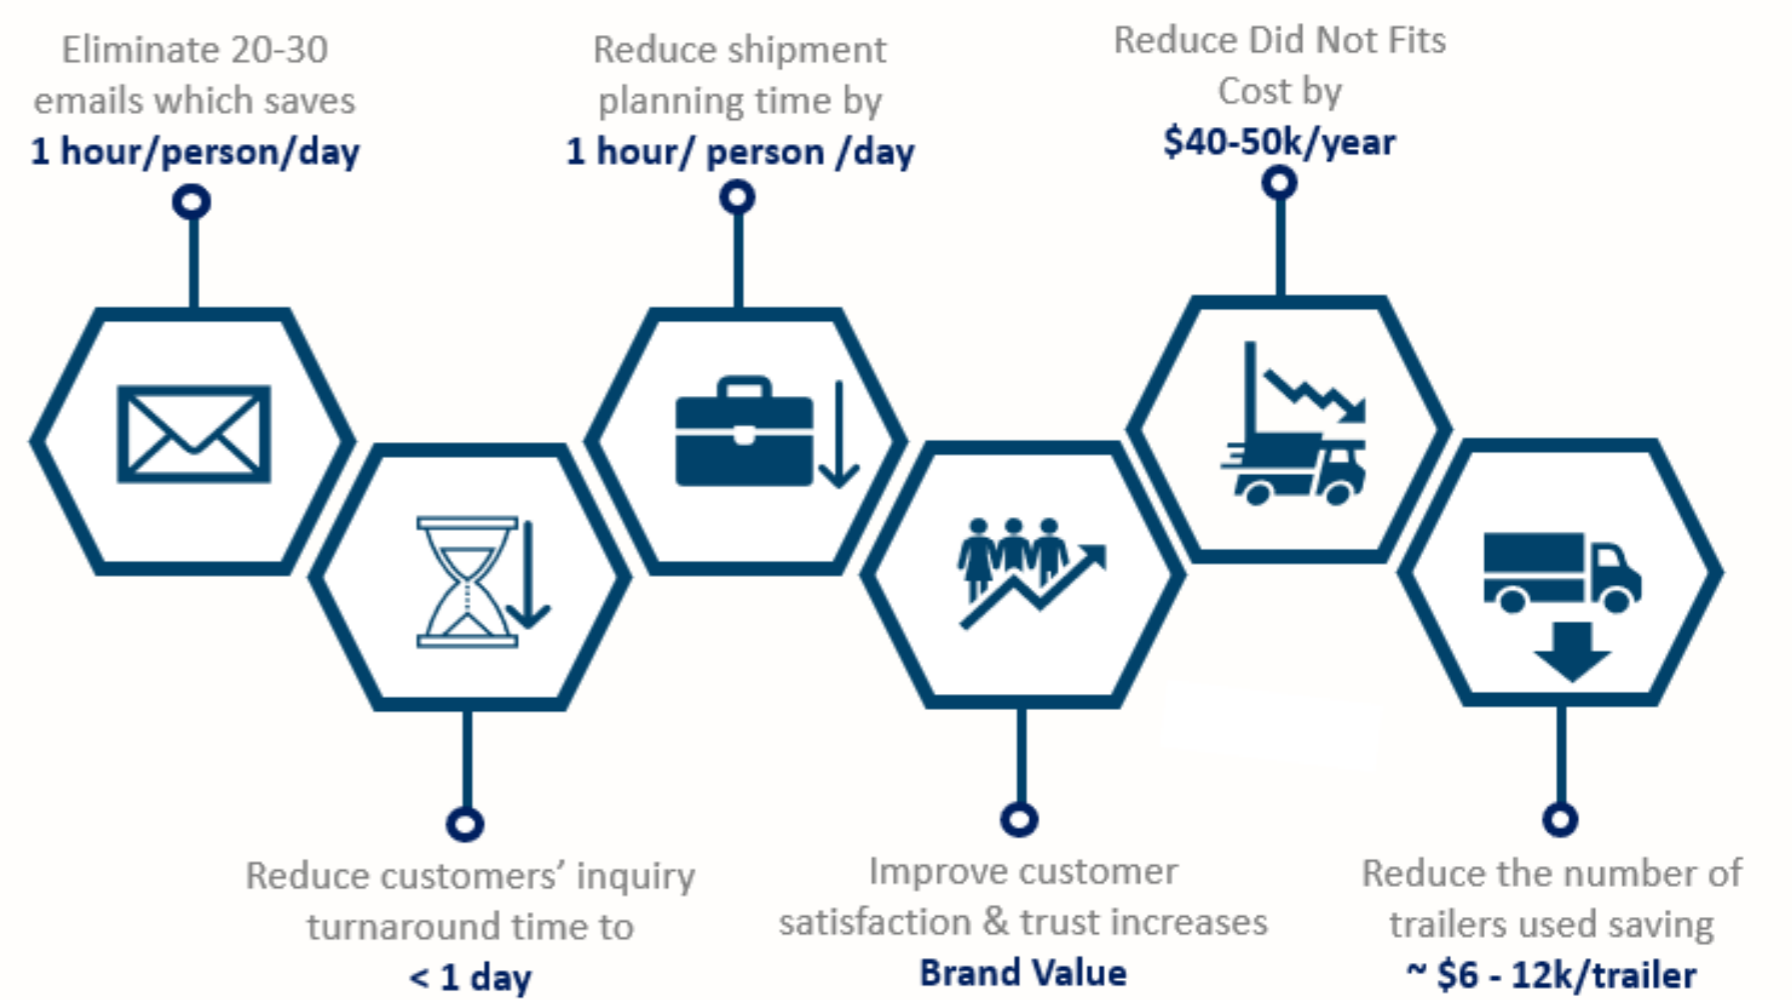 Eliminate 20-30
emails which saves
1 hour/person/day
Reduce shipment
planning time by
1 hour/ person /day
Reduce Did Not Fits
Cost by
$40-50k/year
Reduce customers’ inquiry
turnaround time to
< 1 day
Improve customer
satisfaction & trust increases
Brand Value
Reduce the number of
trailers used saving
~ $6 - 12k/trailer